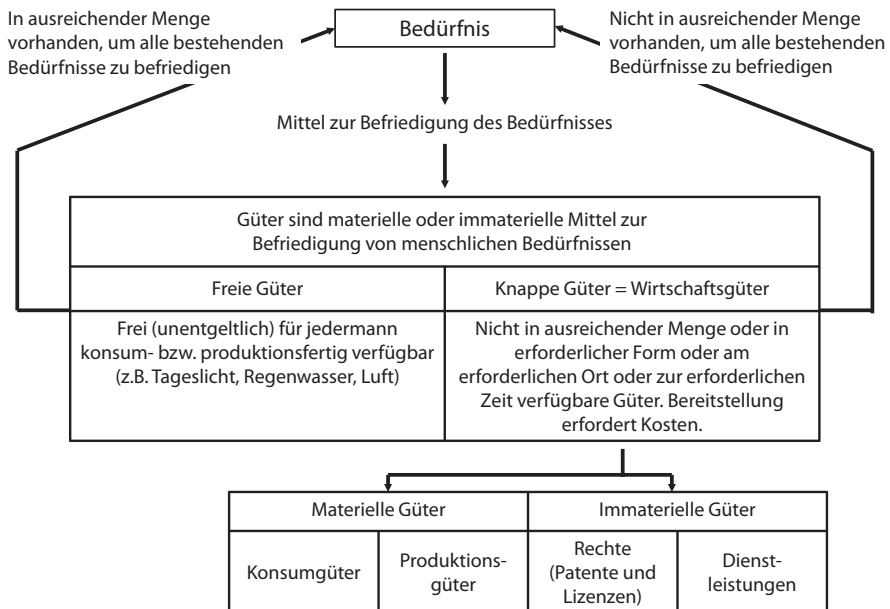 In ausreichender Menge
vorhanden, um alle bestehenden
Bedürfnisse zu befriedigen
Bedürfnis
Nicht in ausreichender Menge
vorhanden, um alle bestehenden
Bedürfnisse zu befriedigen
Mittel zur Befriedigung des Bedürfnisses
Güter sind materielle oder immaterielle Mittel zur
Befriedigung von menschlichen Bedürfnissen
Freie Güter
Knappe Güter = Wirtschaftsgüter
Frei (unentgeltlich) für jedermann
konsum- bzw. produktionsfertig verfügbar
(z.B. Tageslicht, Regenwasser, Luft)
Nicht in ausreichender Menge oder in
erforderlicher Form oder am
erforderlichen Ort oder zur erforderlichen
Zeit verfügbare Güter. Bereitstellung
erfordert Kosten.
Materielle Güter
Immaterielle Güter
Konsumgüter
Produktions-
güter
Rechte
(Patente und
Lizenzen)
Dienst-
leistungen